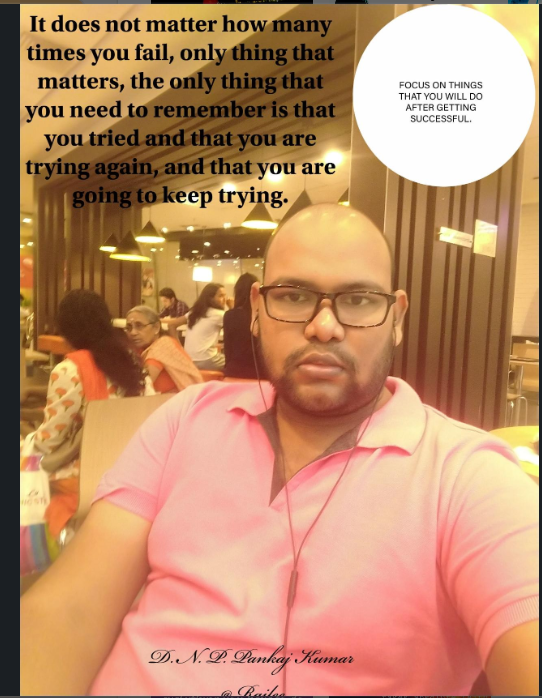 It does not matter how many
times you fail, only thing that
matters, the only thing that
you need to remember is that
you tried and that you are
trying again, and that you are
going to keep trying.
FOCUS ON THINGS
THAT YOU WILL DO
AFTER GETTING
SUCCESSFUL.
D. N. P. Pankaj Kumar